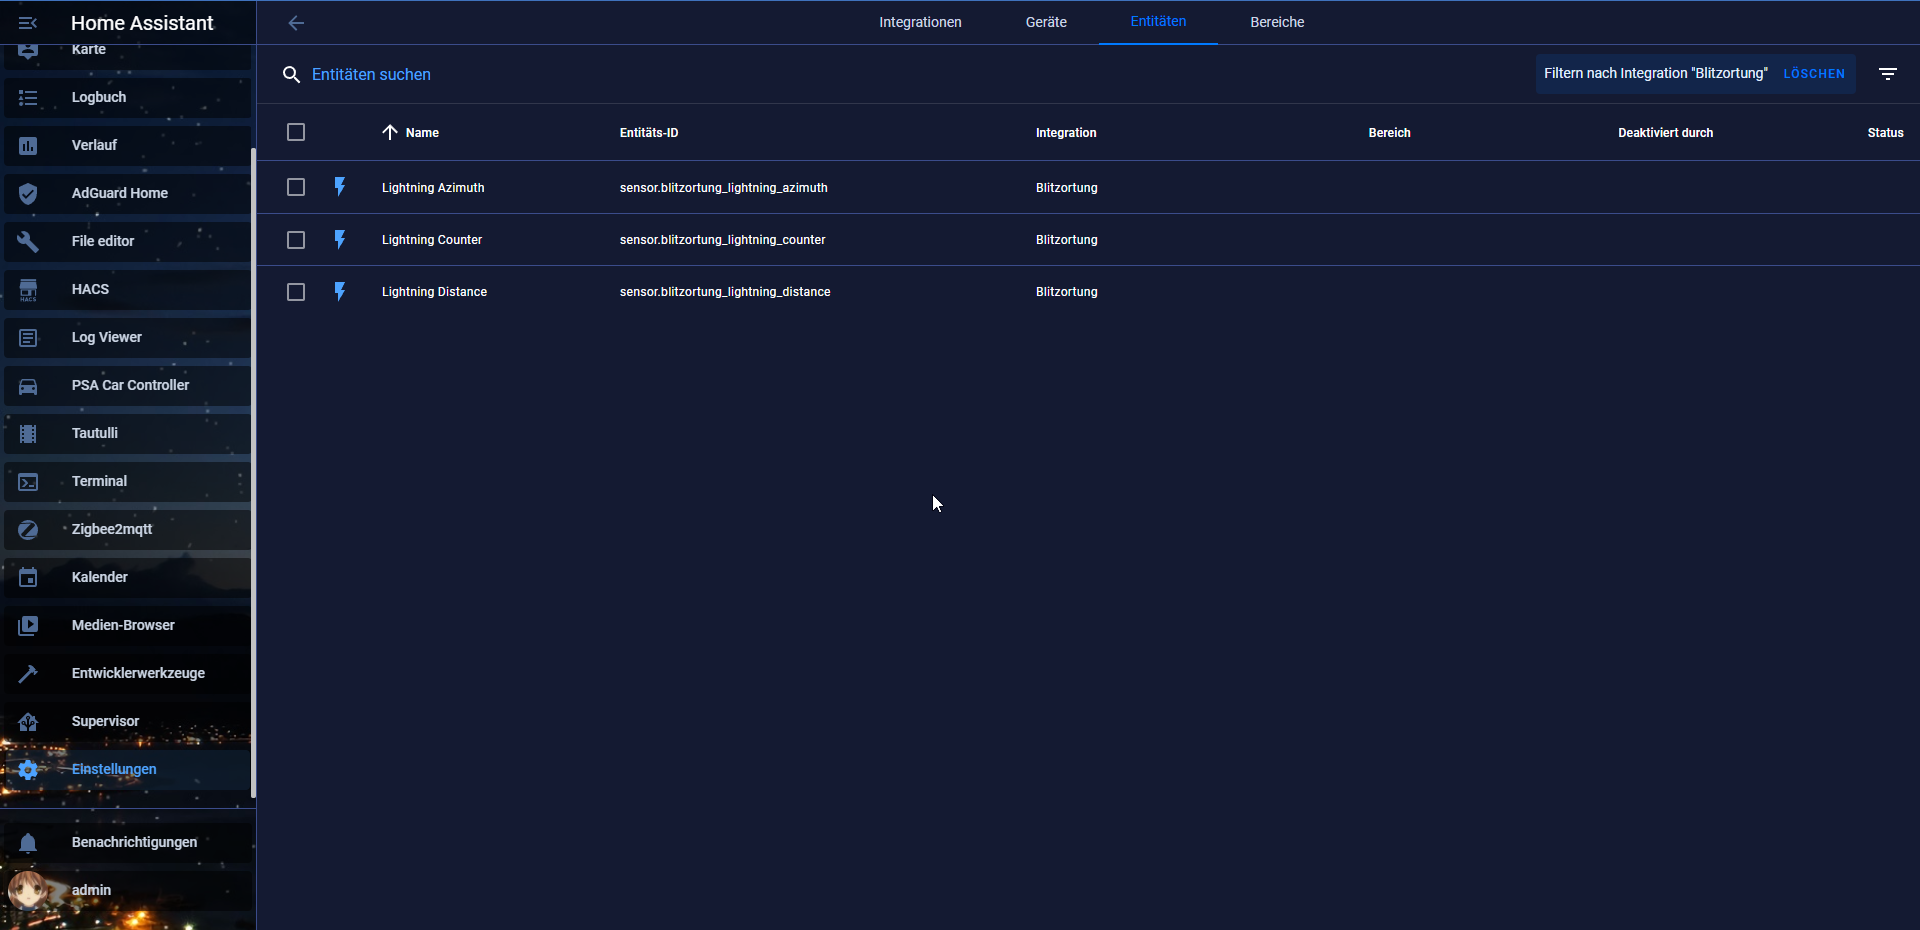 Home Assistant
Karte
Logbuch
Verlauf
AdGuard Home
File editor
HACS
HACS
Log Viewer
PSA Car Controller
Tautulli
Terminal
Zigbee2mqtt
Kalender
Medien-Browser
Entwicklerwerkzeuge
Supervisor
Einstellungen
Benachrichtigungen
admin
Integrationen Geräte Entitäten Bereiche
Entitäten suchen
Filtern nach Integration "Blitzortung" LÖSCHEN
Name Entitäts-ID Integration Bereich Deaktiviert durch Status
Lightning Azimuth sensor.blitzortung_lightning_azimuth Blitzortung
Lightning Counter sensor.blitzortung_lightning_counter Blitzortung
Lightning Distance sensor.blitzortung_lightning_distance Blitzortung